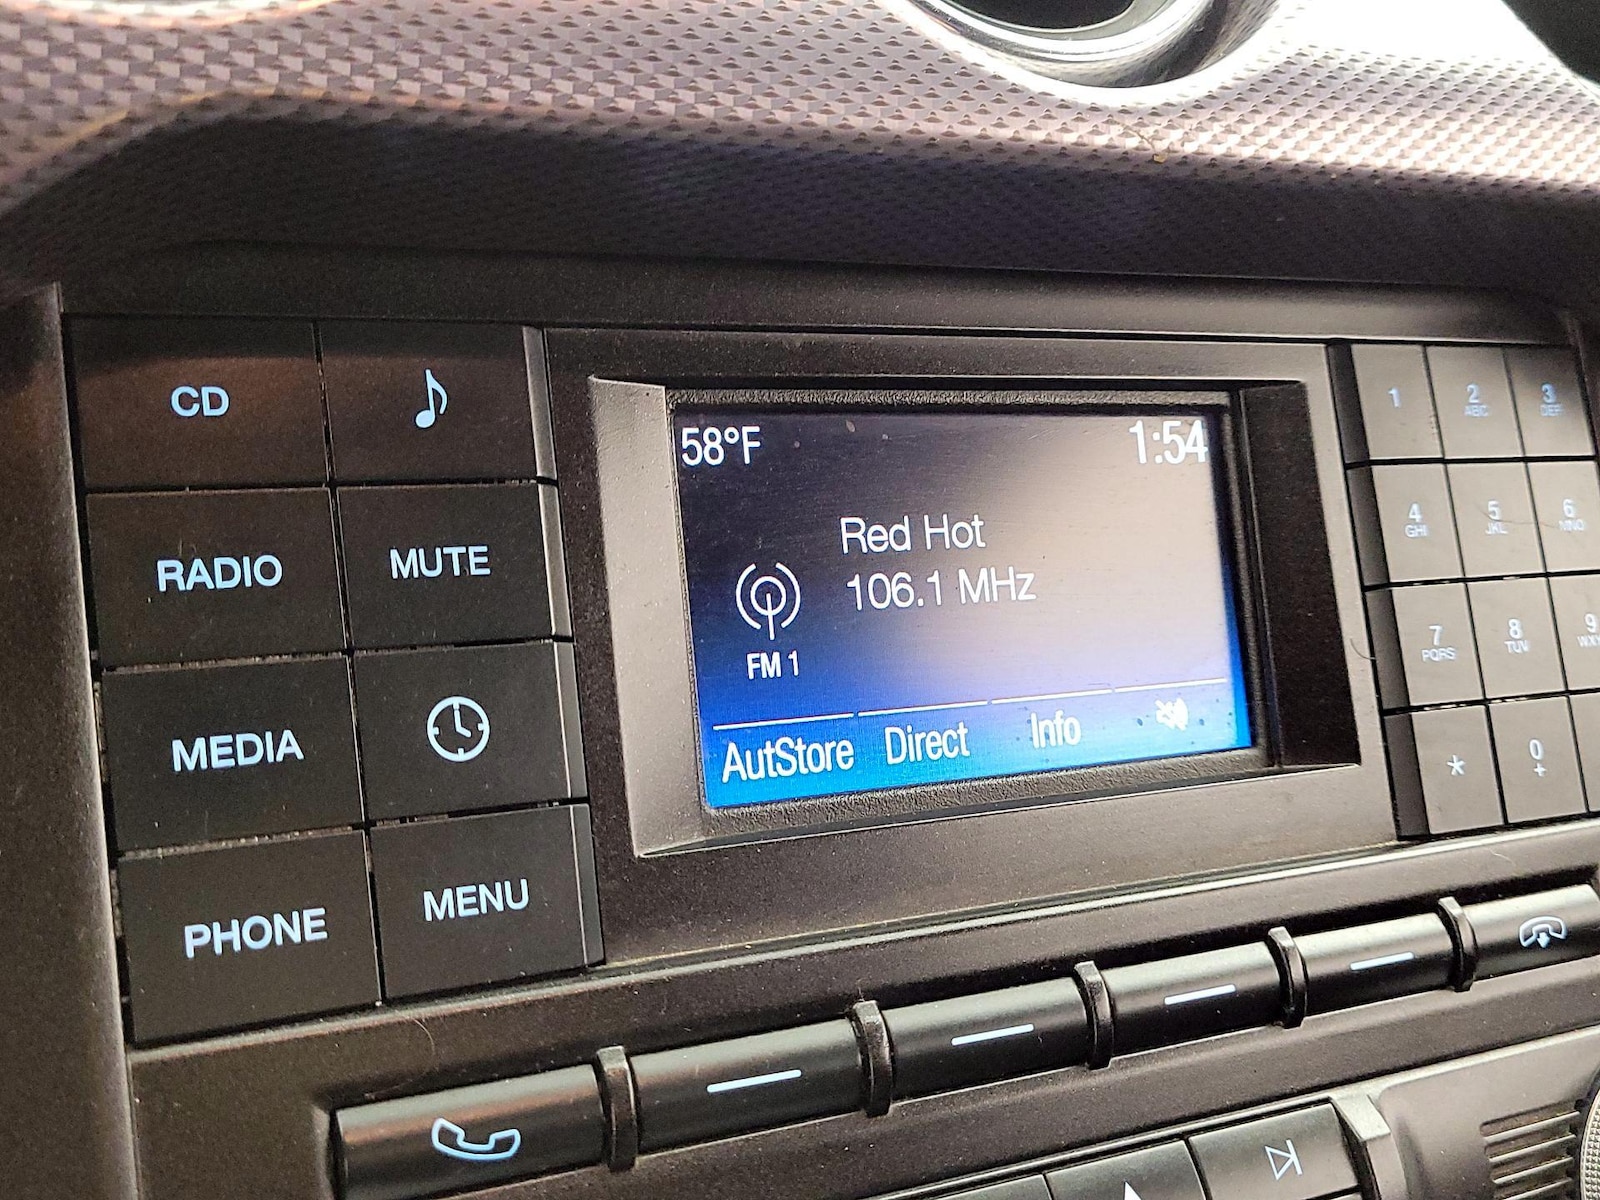 CD
RADIO
MUTE
MEDIA
PHONE
MENU
58°F
1:54
Red Hot
106.1 MHz
FM 1
AutStore Direct Info
1
2
ABC
3
DEF
4
GHI
5
JKL
6
MNO
7
PQRS
8
TUV
9
*
0
+